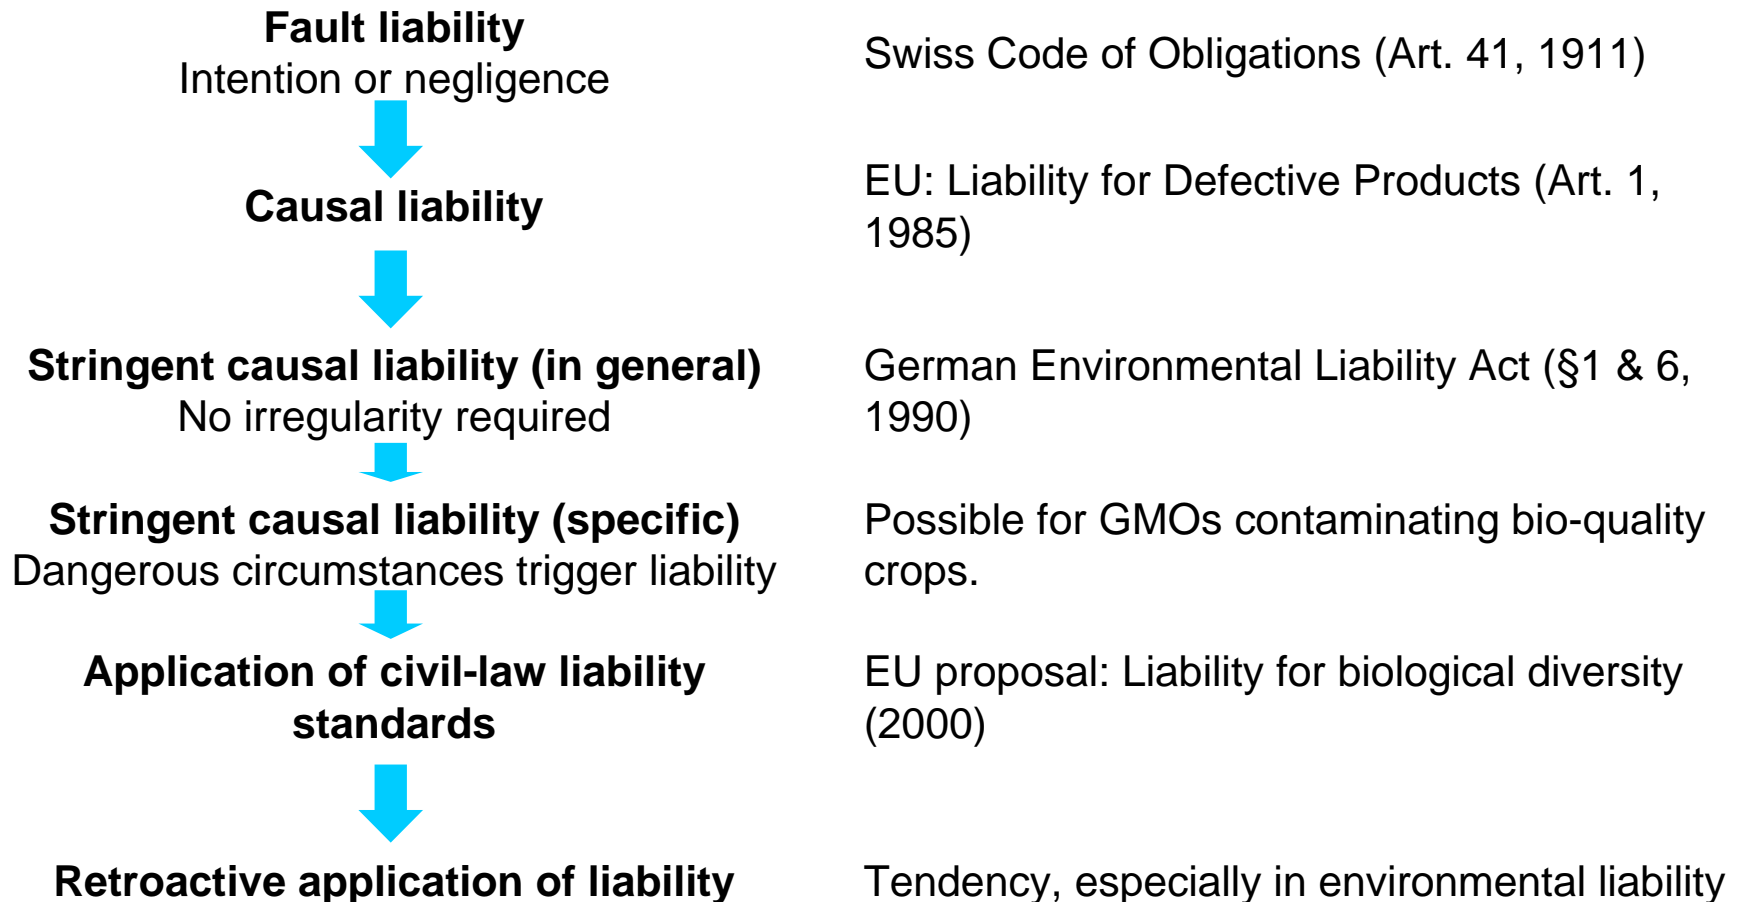 Fault liability
Intention or negligence
Swiss Code of Obligations (Art. 41, 1911)
Causal liability
EU: Liability for Defective Products (Art. 1,
1985)
Stringent causal liability (in general)
No irregularity required
German Environmental Liability Act (§1 & 6,
1990)
Stringent causal liability (specific)
Dangerous circumstances trigger liability
Possible for GMOs contaminating bio-quality
crops.
Application of civil-law liability
standards
EU proposal: Liability for biological diversity
(2000)
Retroactive application of liability
Tendency, especially in environmental liability